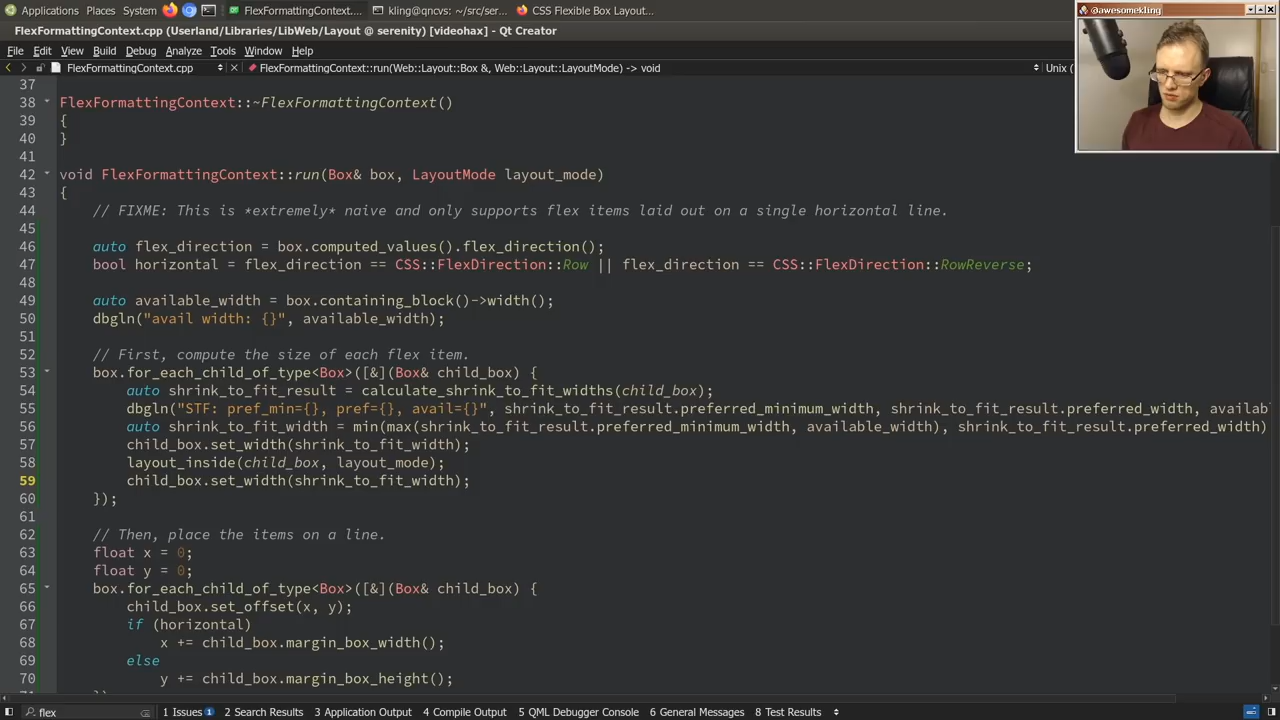 Applications Places System FlexFormattingContext.... kling@qncvs: ~/src/ser... CSS Flexible Box Layout...
FlexFormattingContext.cpp (Userland/Libraries/LibWeb/Layout @ serenity) [videohax] - Qt Creator
@awesomekling
File Edit View Build Debug Analyze Tools Window Help
FlexFormattingContext.cpp FlexFormattingContext::run(Web::Layout::Box &, Web::Layout::LayoutMode) -> void Unix (
37
38 FlexFormattingContext::~FlexFormattingContext()
39 {
40 }
41
42 void FlexFormattingContext::run(Box& box, LayoutMode layout_mode)
43 {
44 // FIXME: This is *extremely* naive and only supports flex items laid out on a single horizontal line.
45
46 auto flex_direction = box.computed_values().flex_direction();
47 bool horizontal = flex_direction == CSS::FlexDirection::Row || flex_direction == CSS::FlexDirection::RowReverse;
48
49 auto available_width = box.containing_block()->width();
50 dbgln("avail width: {}", available_width);
51
52 // First, compute the size of each flex item.
53 box.for_each_child_of_type<Box>([&](Box& child_box) {
54 auto shrink_to_fit_result = calculate_shrink_to_fit_widths(child_box);
55 dbgln("STF: pref_min={}, pref={}, avail={}", shrink_to_fit_result.preferred_minimum_width, shrink_to_fit_result.preferred_width, availab
56 auto shrink_to_fit_width = min(max(shrink_to_fit_result.preferred_minimum_width, available_width), shrink_to_fit_result.preferred_width)
57 child_box.set_width(shrink_to_fit_width);
58 layout_inside(child_box, layout_mode);
59 child_box.set_width(shrink_to_fit_width);
60 });
61
62 // Then, place the items on a line.
63 float x = 0;
64 float y = 0;
65 box.for_each_child_of_type<Box>([&](Box& child_box) {
66 child_box.set_offset(x, y);
67 if (horizontal)
68 x += child_box.margin_box_width();
69 else
70 y += child_box.margin_box_height();
flex 1 Issues 1 2 Search Results 3 Application Output 4 Compile Output 5 QML Debugger Console 6 General Messages 8 Test Results